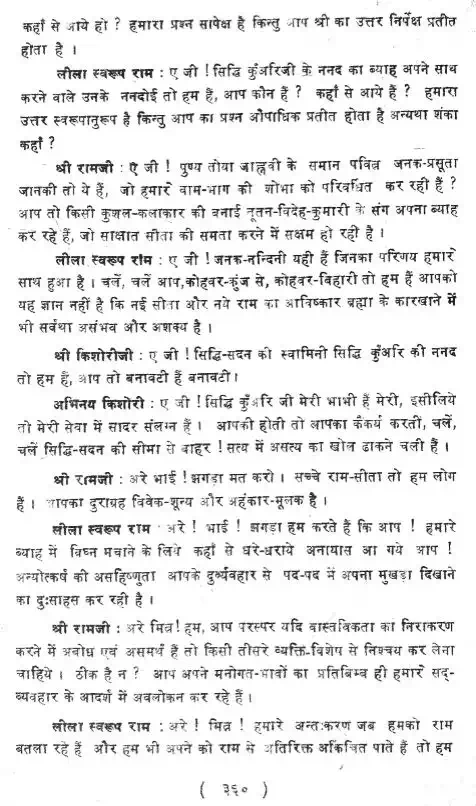 कहाँ से आये हो ? हमारा प्रश्न सापेक्ष है किन्तु आप श्री का उत्तर निर्पेक्ष प्रतीत
होता है ।
लीला स्वरूप राम : ए जी ! सिद्धि कुँअरिजी के ननद का ब्याह अपने साथ
करने वाले उनके ननदोई तो हम हैं, आप कौन हैं ? कहाँ से आये हैं ? हमारा
उत्तर स्वरूपानुरूप है किन्तु आप का प्रश्न औपाधिक प्रतीत होता है अन्यथा शंका
कहाँ ?
श्री रामजी : ए जी ! पुण्य तोया जाह्नवी के समान पवित्र जनक-प्रसूता
जानकी तो ये हैं, जो हमारे वाम-भाग की शोभा को परिवर्धित कर रही हैं ?
आप तो किसी कुशल-कलाकार की बनाई नूतन-विदेह-कुमारी के संग अपना ब्याह
कर रहे हैं, जो साक्षात सीता की समता करने में सक्षम हो रही है ।
लीला स्वरूप राम : ए जी ! जनक-नन्दिनी यही हैं जिनका परिणय हमारे
साथ हुआ है । चलें, चलें आप, कोहवर-कुंज से, कोहवर-बिहारी तो हम हैं आपको
यह ज्ञान नहीं है कि नई सीता और नये राम का आविष्कार ब्रह्मा के कारखाने में
भी सर्वथा असंभव और अशक्य है ।
श्री किशोरीजी : ए जी ! सिद्धि-सदन की स्वामिनी सिद्धि कुँअरि की ननद
तो हम हैं, आप तो बनावटी हैं बनावटी ।
अभिनय किशोरी : ए जी ! सिद्धि कुँअरि जी मेरी भाभी हैं मेरी, इसीलिये
तो मेरी सेवा में सादर संलग्न हैं । आपकी होती तो आपका कैंकर्य करतीं, चलें,
चलें सिद्धि-सदन की सीमा से बाहर ! सत्य में असत्य का खोल ढाकने चली हैं ।
श्री रामजी : अरे भाई ! झगड़ा मत करो । सच्चे राम-सीता तो हम लोग
हैं । आपका दुराग्रह विवेक-शून्य और अहंकार-मूलक है ।
लीला स्वरूप राम : अरे ! भाई ! झगड़ा हम करते हैं कि आप ! हमारे
ब्याह में विघ्न मचाने के लिये कहाँ से धरे-धराये अनायास आ गये आप !
अन्योत्कर्ष की असहिष्णुता आपके दुर्व्यवहार से पद-पद में अपना मुखड़ा दिखाने
का दुःसाहस कर रही है ।
श्री रामजी : अरे मित्र ! हम, आप परस्पर यदि वास्तविकता का निराकरण
करने में अबोध एवं असमर्थ हैं तो किसी तीसरे व्यक्ति-विशेष से निश्चय कर लेना
चाहिये । ठीक है न ? आप अपने मनोगत-भावों का प्रतिबिम्ब ही हमारे सद्-
व्यवहार के आदर्श में अवलोकन कर रहे हैं ।
लीला स्वरूप राम : अरे ! मित्र ! हमारे अन्तःकरण जब हमको राम
बतला रहे हैं और हम भी अपने को राम से अतिरिक्त अकिंचित पाते हैं तो हम
( ३६० )